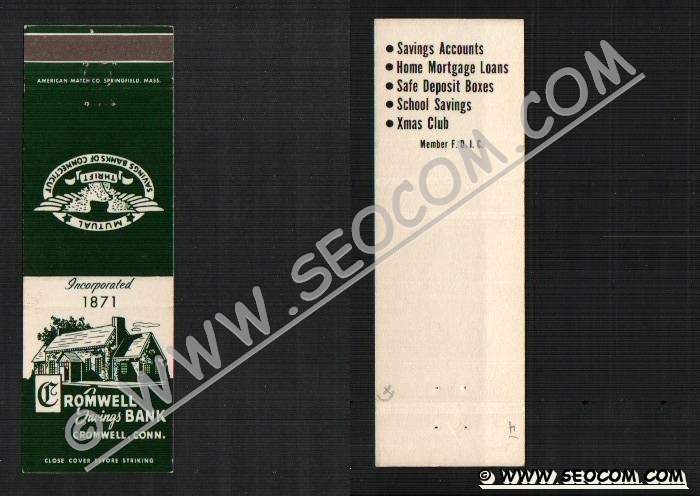 AMERICAN MATCH CO. SPRINGFIELD, MASS.
MUTUAL
SAVINGS BANKS OF CONNECTICUT
THRIFT
Incorporated
1871
CROMWELL
Savings BANK
CROMWELL, CONN.
CLOSE COVER BEFORE STRIKING
• Savings Accounts
• Home Mortgage Loans
• Safe Deposit Boxes
• School Savings
• Xmas Club
Member F. D. I. C.
© WWW.SEOCOM.COM
© WWW.SEOCOM.COM